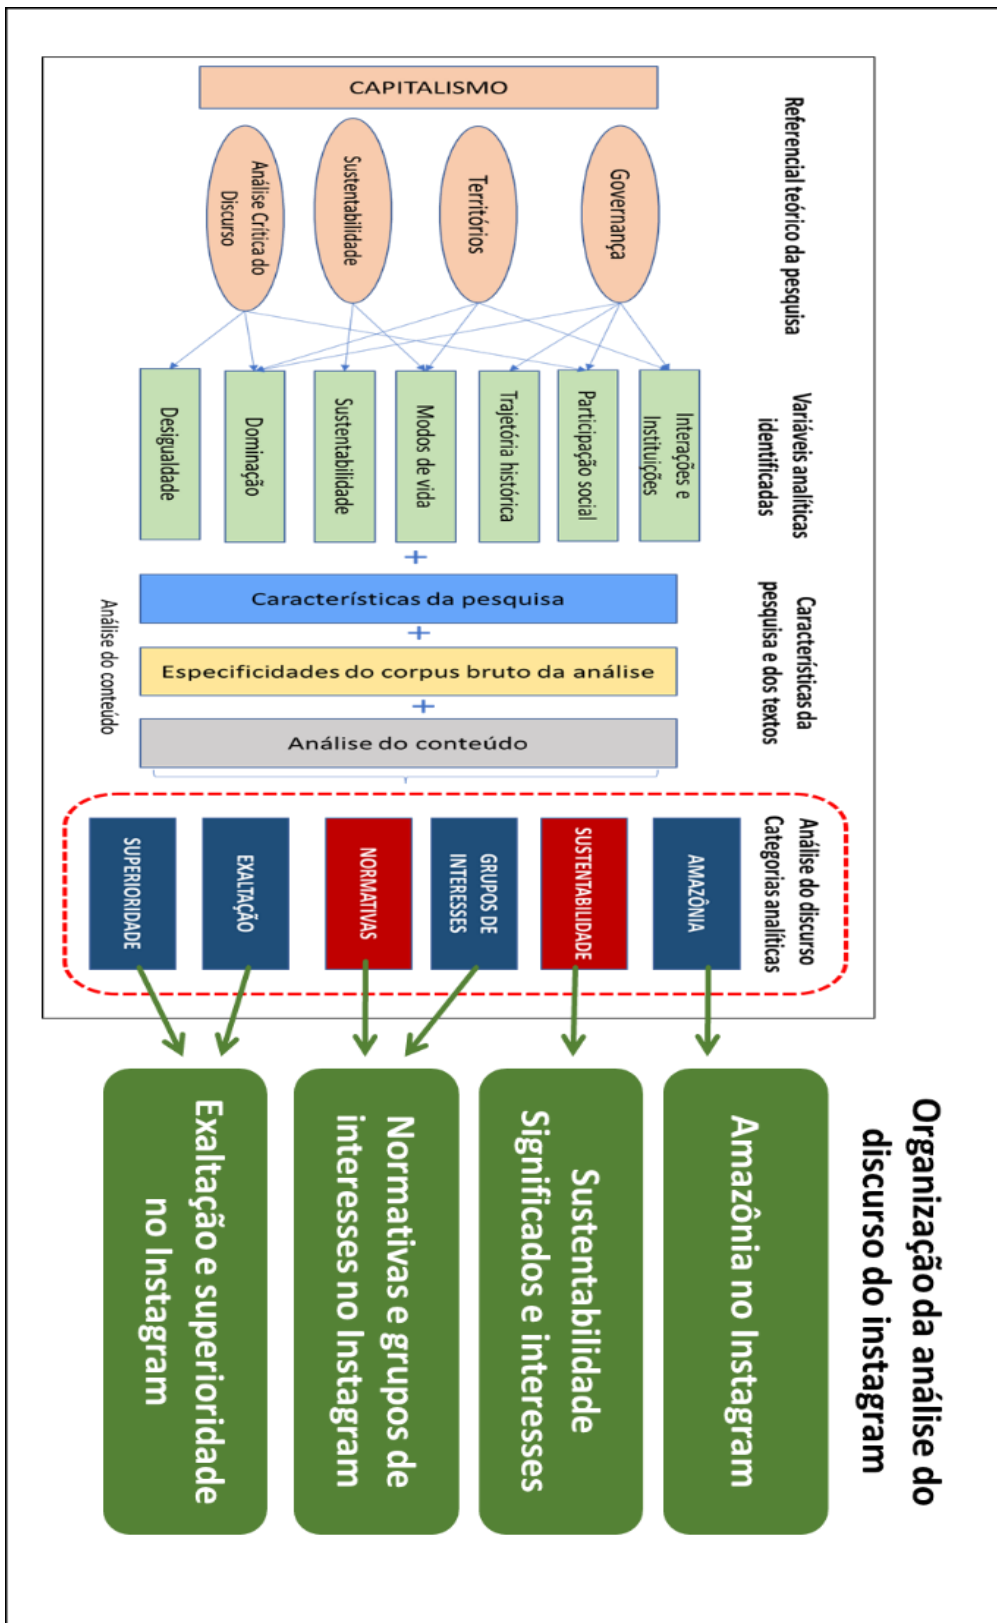 Referencial teórico da pesquisa
Governança
Territórios
Sustentabilidade
Análise Crítica do
Discurso
CAPITALISMO
Variáveis analíticas
identificadas
Interações e
Instituições
Participação social
Trajetória histórica
Modos de vida
Sustentabilidade
Dominação
Desigualdade
Características da
pesquisa e dos textos
+
Características da pesquisa
+
Especificidades do corpus bruto da análise
+
Análise do conteúdo
Análise do conteúdo
Análise do discurso
Categorias analíticas
AMAZÔNIA
SUSTENTABILIDADE
GRUPOS DE
INTERESSES
NORMATIVAS
EXALTAÇÃO
SUPERIORIDADE
Organização da análise do
discurso do instagram
Amazônia no Instagram
Sustentabilidade
Significados e interesses
Normativas e grupos de
interesses no Instagram
Exaltação e superioridade
no Instagram